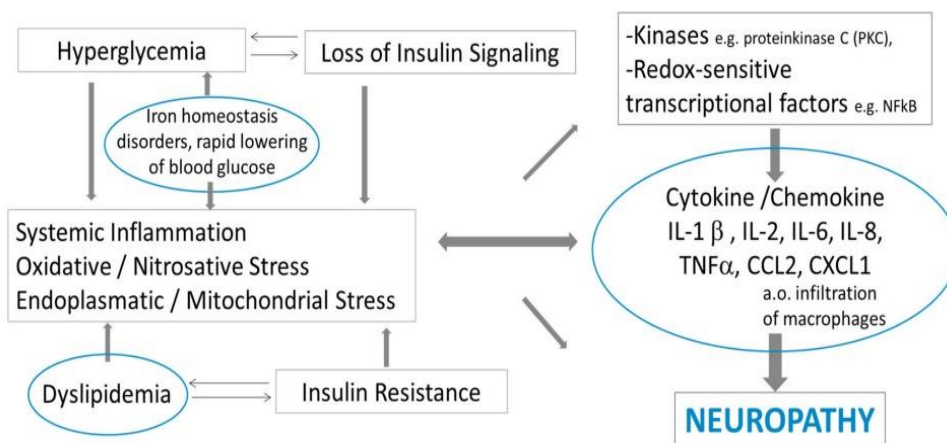 Hyperglycemia
Loss of Insulin Signaling
Iron homeostasis
disorders, rapid lowering
of blood glucose
Systemic Inflammation
Oxidative / Nitrosative Stress
Endoplasmatic / Mitochondrial Stress
Dyslipidemia
Insulin Resistance
-Kinases e.g. proteinkinase C (PKC),
-Redox-sensitive
transcriptional factors e.g. NFkB
Cytokine /Chemokine
IL-1 β , IL-2, IL-6, IL-8,
TNFα, CCL2, CXCL1
a.o. infiltration
of macrophages
NEUROPATHY